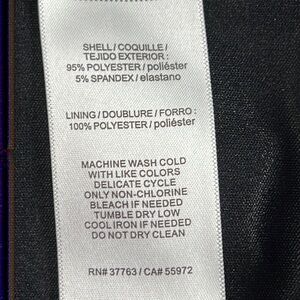 SHELL / COQUILLE /
TEJIDO EXTERIOR :
95% POLYESTER / poliéster
5% SPANDEX / elastano
LINING / DOUBLURE / FORRO :
100% POLYESTER / poliéster
MACHINE WASH COLD
WITH LIKE COLORS
DELICATE CYCLE
ONLY NON-CHLORINE
BLEACH IF NEEDED
TUMBLE DRY LOW
COOL IRON IF NEEDED
DO NOT DRY CLEAN
RN# 37763 / CA# 55972